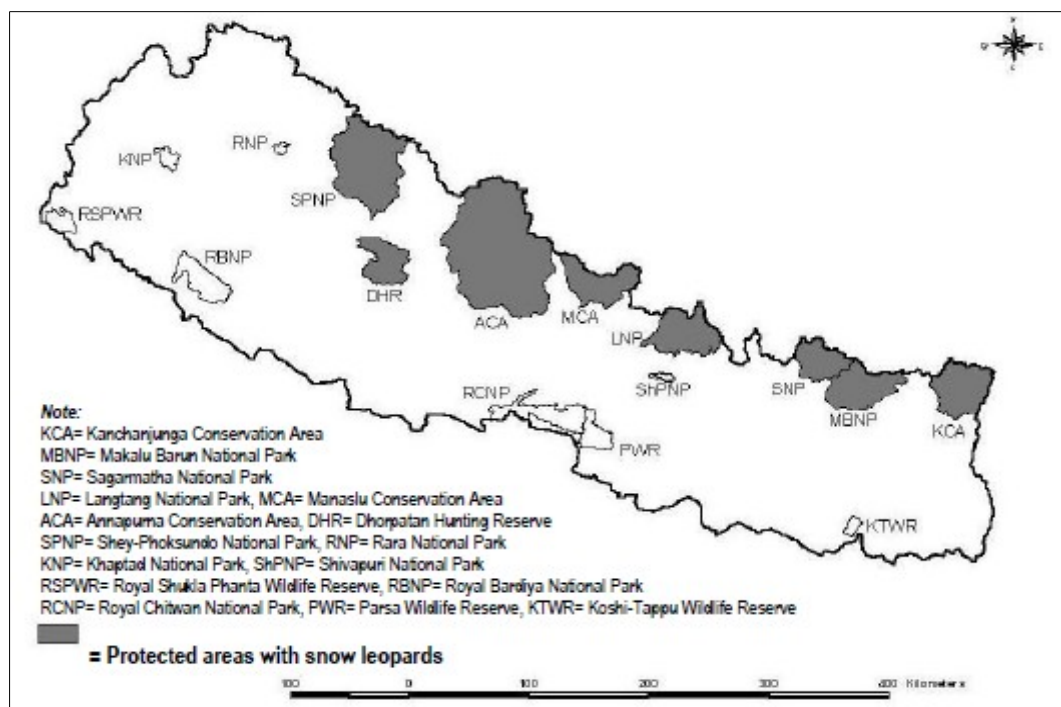 N
RNP
KNP
SPNP
RSPWR
RBNP
DHR
ACA
MCA
LNP
ShPNP
SNP
MBNP
KCA
RCNP
PWR
KTWR
Note:
KCA= Kanchanjunga Conservation Area
MBNP= Makalu Barun National Park
SNP= Sagarmatha National Park
LNP= Langtang National Park, MCA= Manaslu Conservation Area
ACA= Annapurna Conservation Area, DHR= Dhorpatan Hunting Reserve
SPNP= Shey-Phoksundo National Park, RNP= Rara National Park
KNP= Khaptad National Park, ShPNP= Shivapuri National Park
RSPWR= Royal Shukla Phanta Wildlife Reserve, RBNP= Royal Bardiya National Park
RCNP= Royal Chitwan National Park, PWR= Parsa Wildlife Reserve, KTWR= Koshi-Tappu Wildlife Reserve
= Protected areas with snow leopards
100 0 100 200 300 400 Kilometers